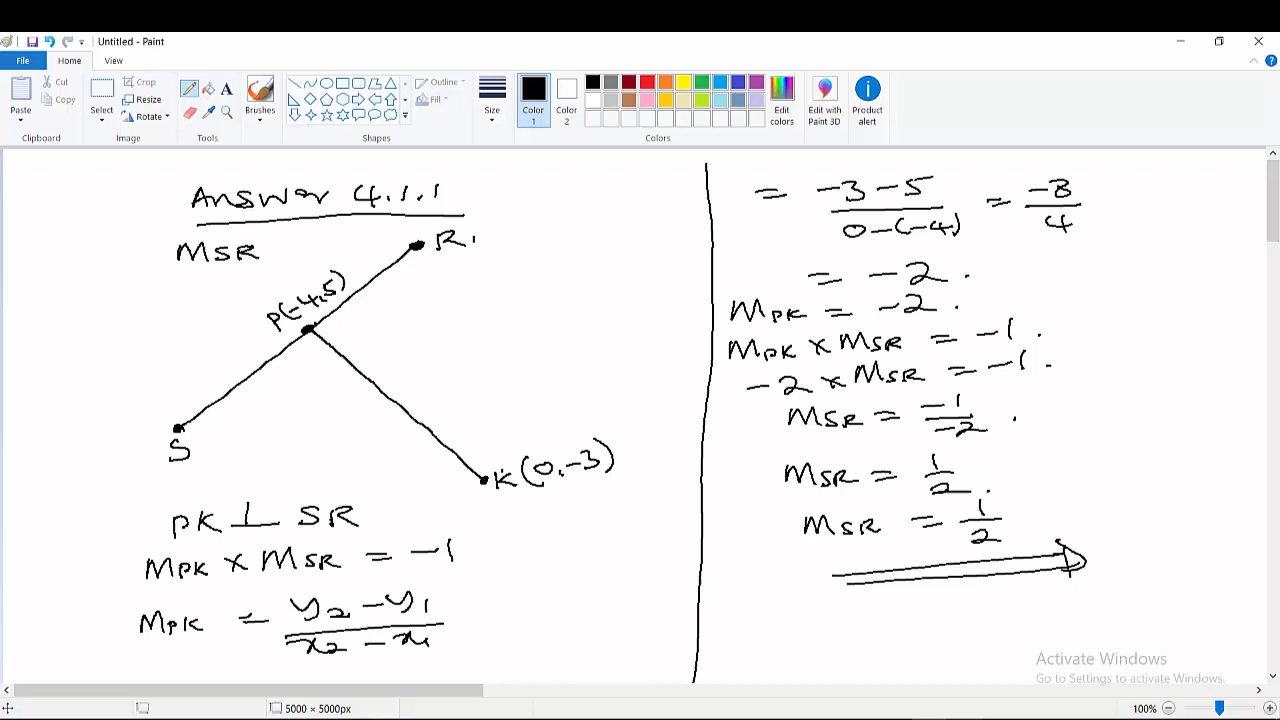 Untitled - Paint
File Home View
Paste Cut Copy Clipboard
Select Crop Resize Rotate Image
Tools
Brushes
Outline Fill Shapes
Size
Color 1 Color 2 Edit colors Colors
Edit with Paint 3D
Product alert
Answer 4.1.1
MSR
R.
P(-4,5)
S
K(0,-3)
PK ⊥ SR
MPK × MSR = -1
MPK = y2 - y1 / x2 - x1
= -3 - 5 / 0 - (-4) = -8 / 4
= -2 .
MPK = -2 .
MPK × MSR = -1 .
-2 × MSR = -1 .
MSR = -1 / -2 .
MSR = 1 / 2 .
MSR = 1 / 2
Activate Windows
Go to Settings to activate Windows.
5000 × 5000px
100%